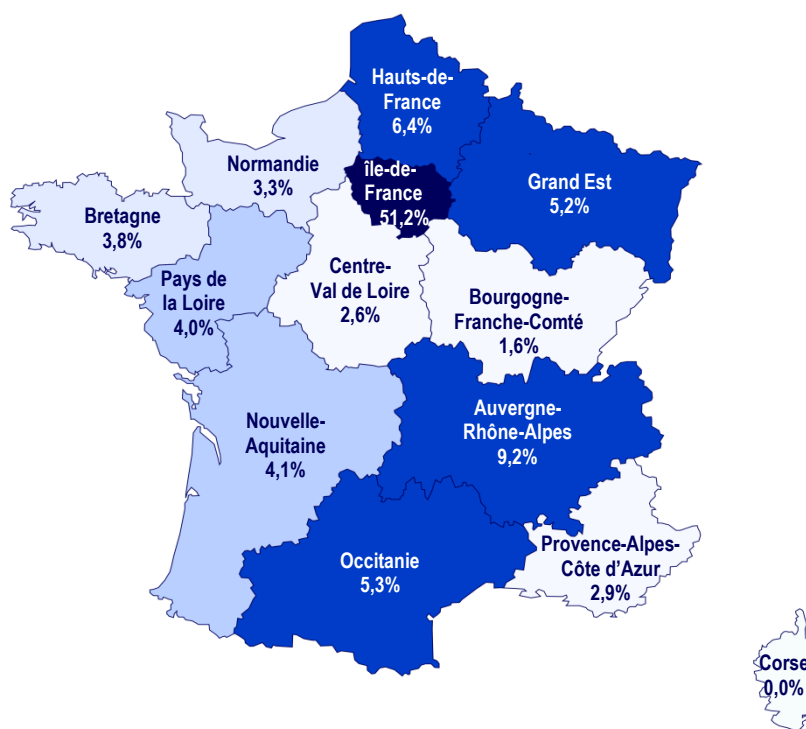 Hauts-de-
France
6,4%
Normandie
3,3%
île-de-
France
51,2%
Grand Est
5,2%
Bretagne
3,8%
Pays de
la Loire
4,0%
Centre-
Val de Loire
2,6%
Bourgogne-
Franche-Comté
1,6%
Nouvelle-
Aquitaine
4,1%
Auvergne-
Rhône-Alpes
9,2%
Occitanie
5,3%
Provence-Alpes-
Côte d’Azur
2,9%
Corse
0,0%